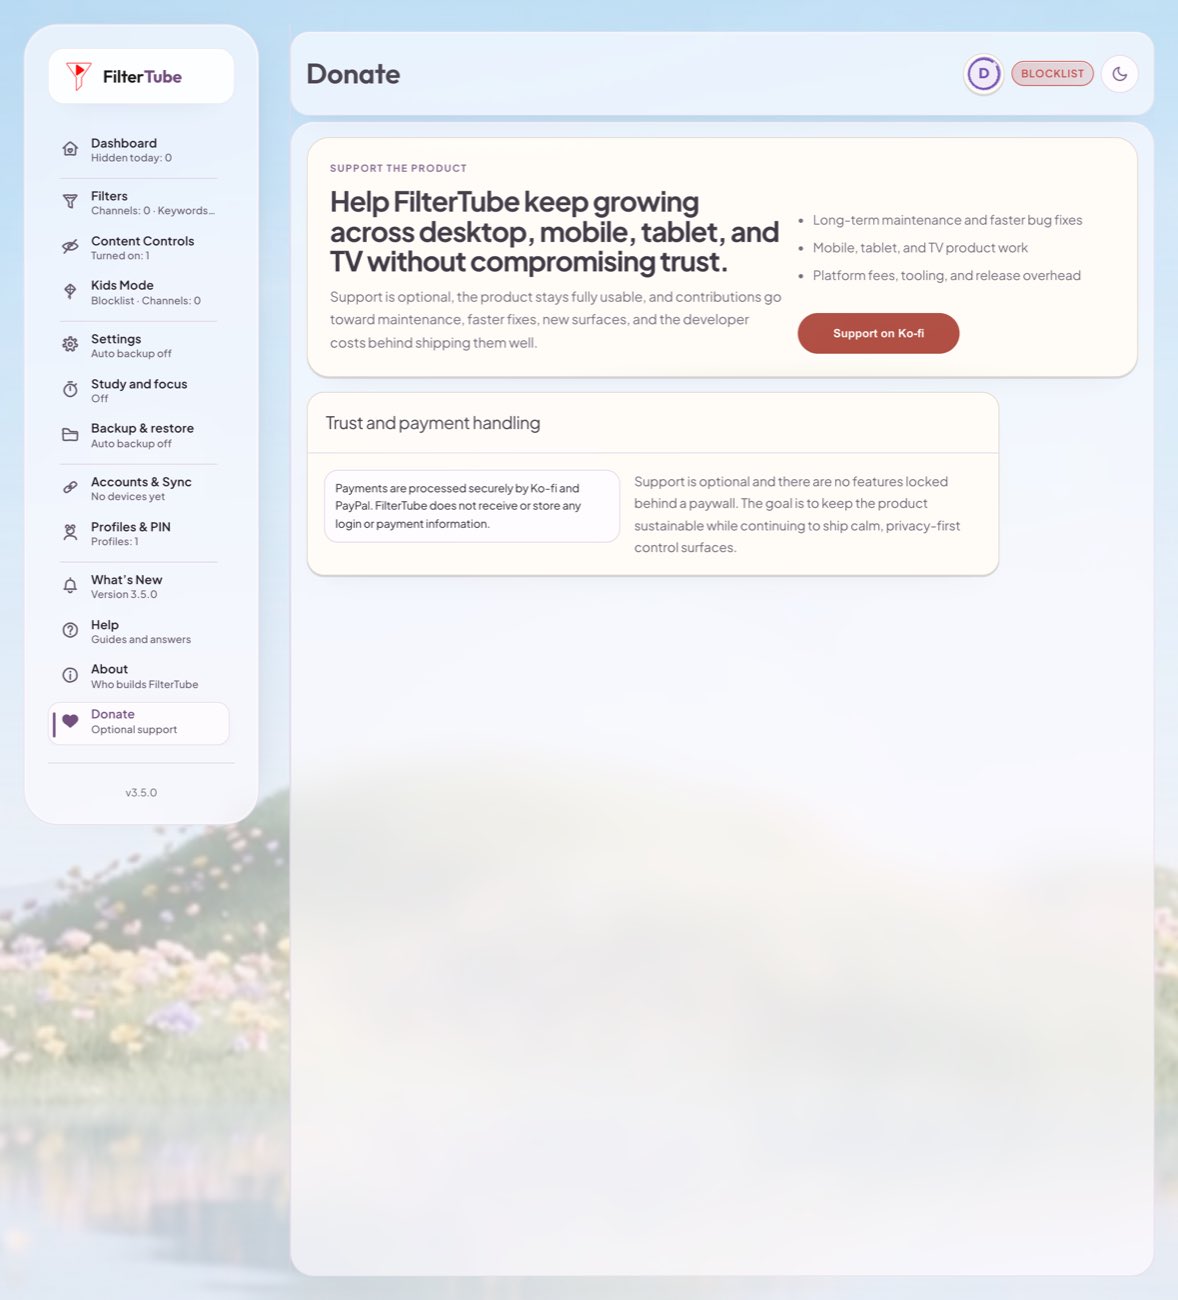 FilterTube
Dashboard
Hidden today: 0
Filters
Channels: 0 · Keywords...
Content Controls
Turned on: 1
Kids Mode
Blocklist · Channels: 0
Settings
Auto backup off
Study and focus
Off
Backup & restore
Auto backup off
Accounts & Sync
No devices yet
Profiles & PIN
Profiles: 1
What's New
Version 3.5.0
Help
Guides and answers
About
Who builds FilterTube
Donate
Optional support
v3.5.0
Donate
D
BLOCKLIST
SUPPORT THE PRODUCT
Help FilterTube keep growing
across desktop, mobile, tablet, and
TV without compromising trust.
Support is optional, the product stays fully usable, and contributions go
toward maintenance, faster fixes, new surfaces, and the developer
costs behind shipping them well.
• Long-term maintenance and faster bug fixes
• Mobile, tablet, and TV product work
• Platform fees, tooling, and release overhead
Support on Ko-fi
Trust and payment handling
Payments are processed securely by Ko-fi and
PayPal. FilterTube does not receive or store any
login or payment information.
Support is optional and there are no features locked
behind a paywall. The goal is to keep the product
sustainable while continuing to ship calm, privacy-first
control surfaces.